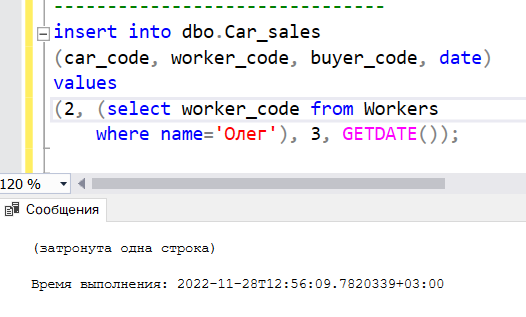 insert into dbo.Car_sales
(car_code, worker_code, buyer_code, date)
values
(2, (select worker_code from Workers
where name='Олег'), 3, GETDATE());
120 %
Сообщения
(затронута одна строка)
Время выполнения: 2022-11-28T12:56:09.7820339+03:00